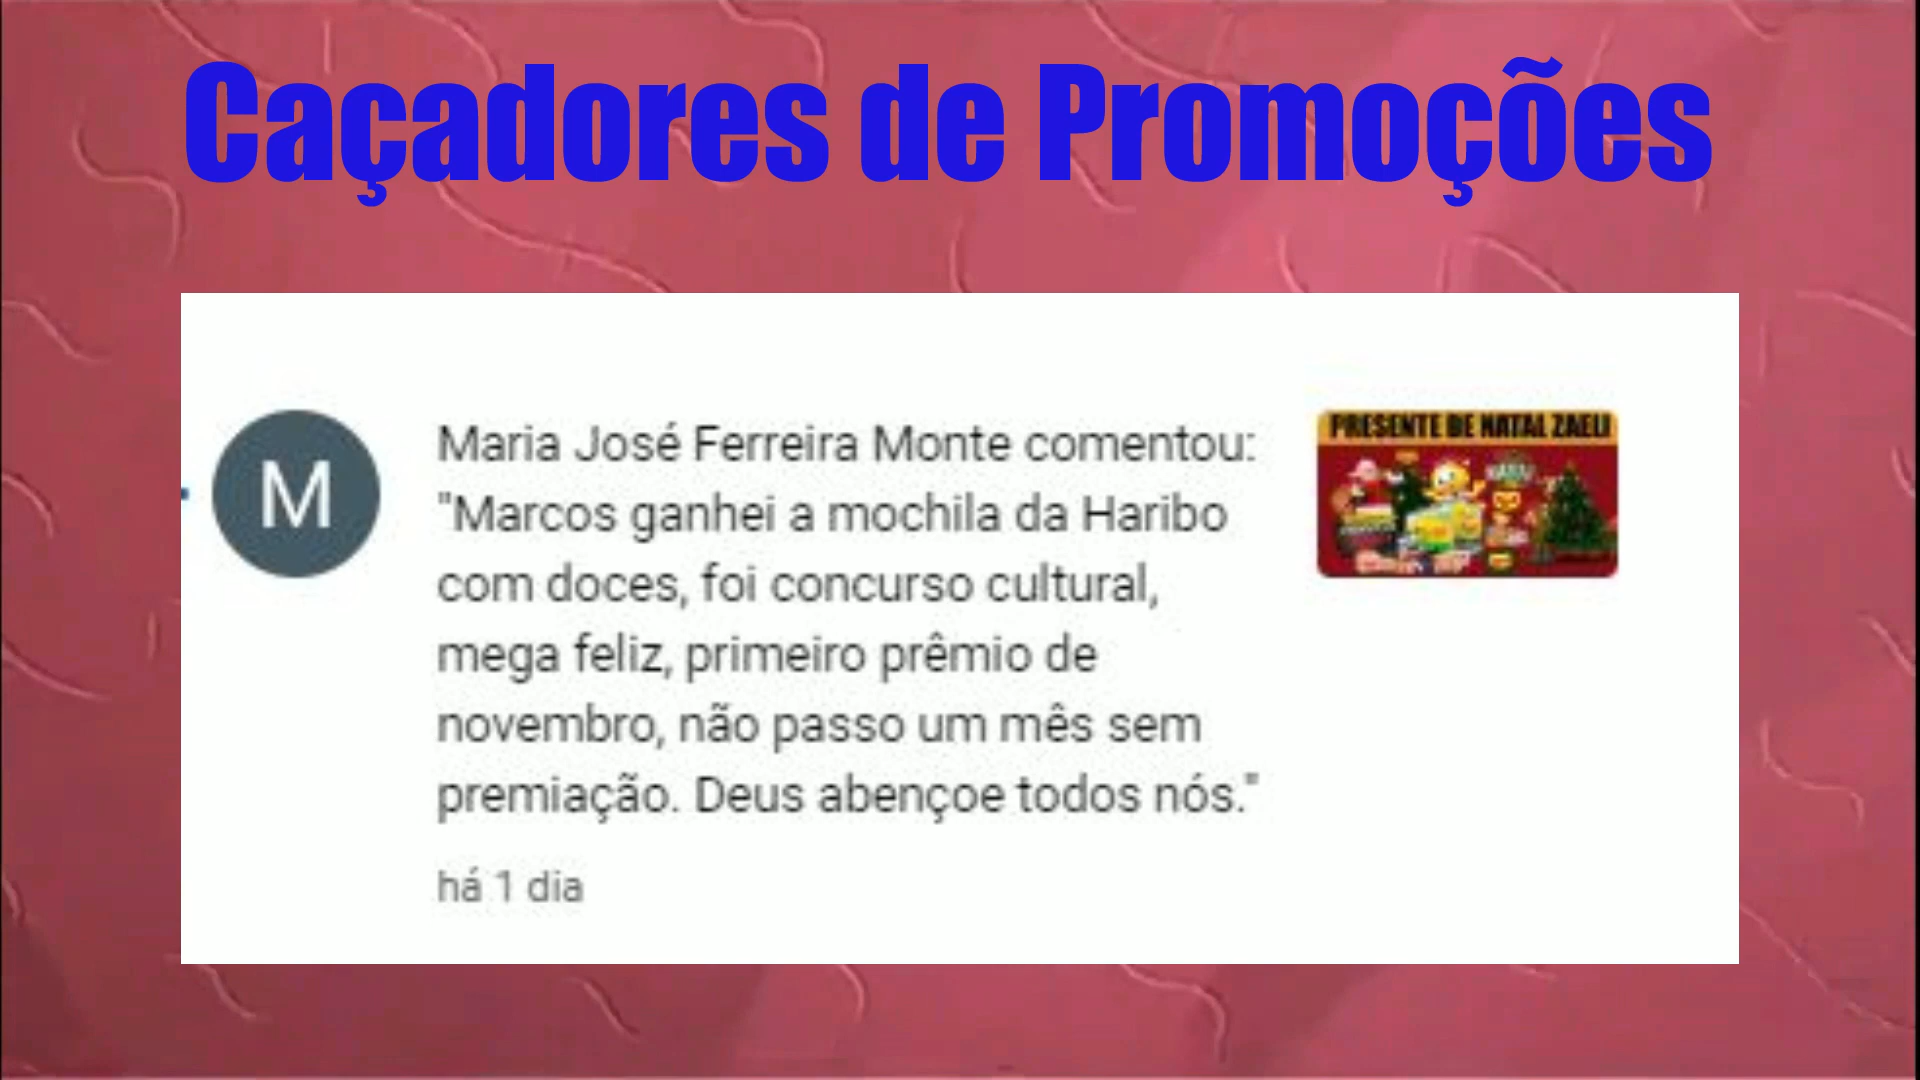 Caçadores de Promoções
M
Maria José Ferreira Monte comentou:
"Marcos ganhei a mochila da Haribo
com doces, foi concurso cultural,
mega feliz, primeiro prêmio de
novembro, não passo um mês sem
premiação. Deus abençoe todos nós."
há 1 dia
PRESENTE DE NATAL ZAELI